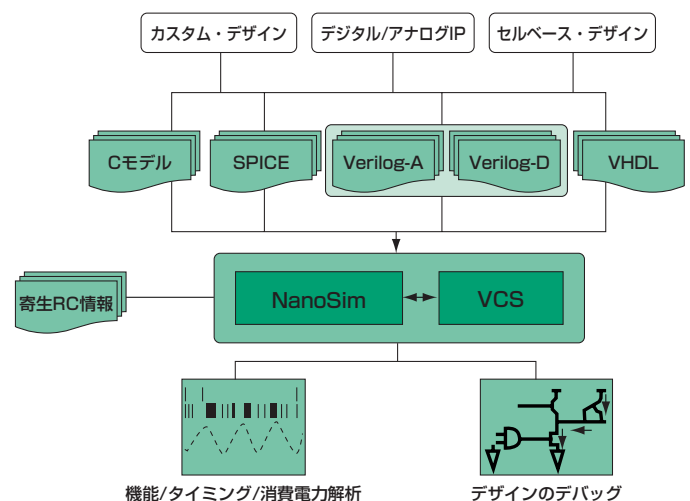 カスタム・デザイン
デジタル/アナログIP
セルベース・デザイン
Cモデル
SPICE
Verilog-A
Verilog-D
VHDL
寄生RC情報
NanoSim
VCS
機能/タイミング/消費電力解析
デザインのデバッグ